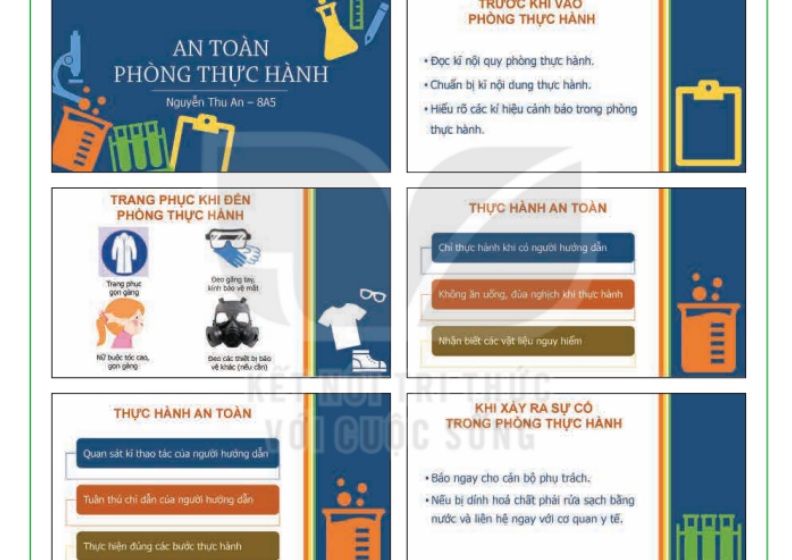 AN TOÀN
PHÒNG THỰC HÀNH
Nguyễn Thu An – 8A5
TRƯỚC KHI VÀO
PHÒNG THỰC HÀNH
• Đọc kĩ nội quy phòng thực hành.
• Chuẩn bị kĩ nội dung thực hành.
• Hiểu rõ các kí hiệu cảnh báo trong phòng
thực hành.
TRANG PHỤC KHI ĐẾN
PHÒNG THỰC HÀNH
Trang phục
gọn gàng
Đeo găng tay,
kính bảo vệ mắt
Nữ buộc tóc cao,
gọn gàng
Đeo các thiết bị bảo
vệ khác (nếu cần)
THỰC HÀNH AN TOÀN
Chỉ thực hành khi có người hướng dẫn
Không ăn uống, đùa nghịch khi thực hành
Nhận biết các vật liệu nguy hiểm
KẾT NỐI TRI THỨC
VỚI CUỘC SỐNG
THỰC HÀNH AN TOÀN
Quan sát kĩ thao tác của người hướng dẫn
Tuân thủ chỉ dẫn của người hướng dẫn
Thực hiện đúng các bước thực hành
KHI XẢY RA SỰ CỐ
TRONG PHÒNG THỰC HÀNH
• Báo ngay cho cán bộ phụ trách.
• Nếu bị dính hoá chất phải rửa sạch bằng
nước và liên hệ ngay với cơ quan y tế.